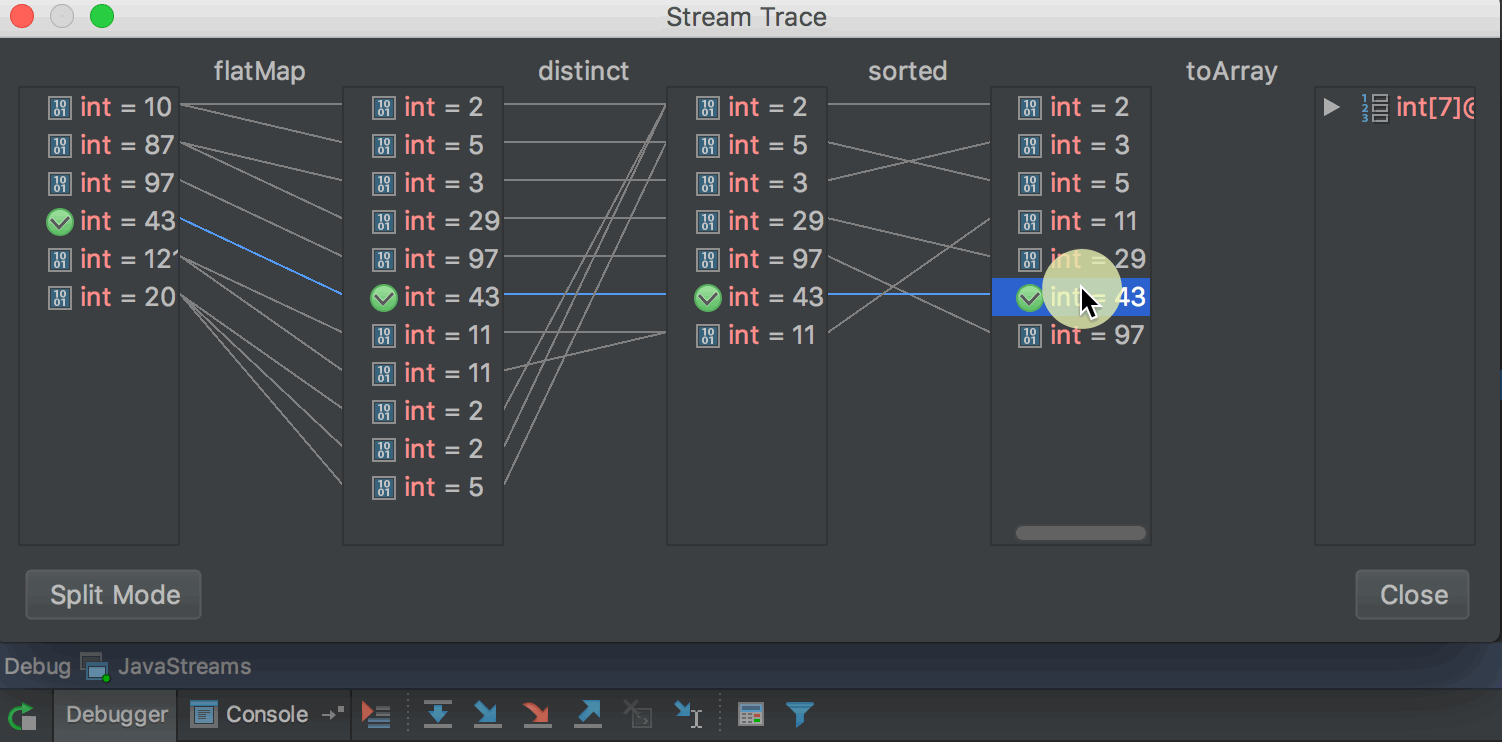 Stream Trace
flatMap distinct sorted toArray
int = 10 int = 2 int = 2 int = 2 int[7]@
int = 87 int = 5 int = 5 int = 3
int = 97 int = 3 int = 3 int = 5
int = 43 int = 29 int = 29 int = 11
int = 12 int = 97 int = 97 int = 29
int = 20 int = 43 int = 43 int = 43
int = 11 int = 11 int = 97
int = 11
int = 2
int = 2
int = 5
Split Mode Close
Debug JavaStreams
Debugger Console